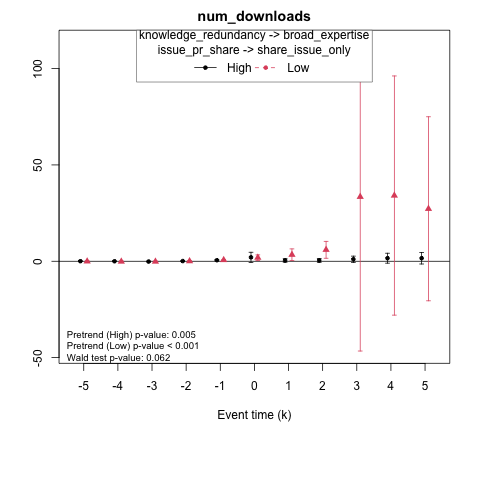 num_downloads
knowledge_redundancy -> broad_expertise
issue_pr_share -> share_issue_only
High Low
100
50
0
-50
Pretrend (High) p-value: 0.005
Pretrend (Low) p-value < 0.001
Wald test p-value: 0.062
-5 -4 -3 -2 -1 0 1 2 3 4 5
Event time (k)